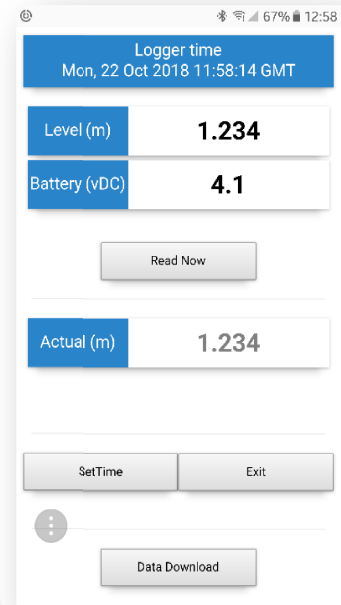 67% 12:58
Logger time
Mon, 22 Oct 2018 11:58:14 GMT
Level (m) 1.234
Battery (vDC) 4.1
Read Now
Actual (m) 1.234
SetTime Exit
Data Download